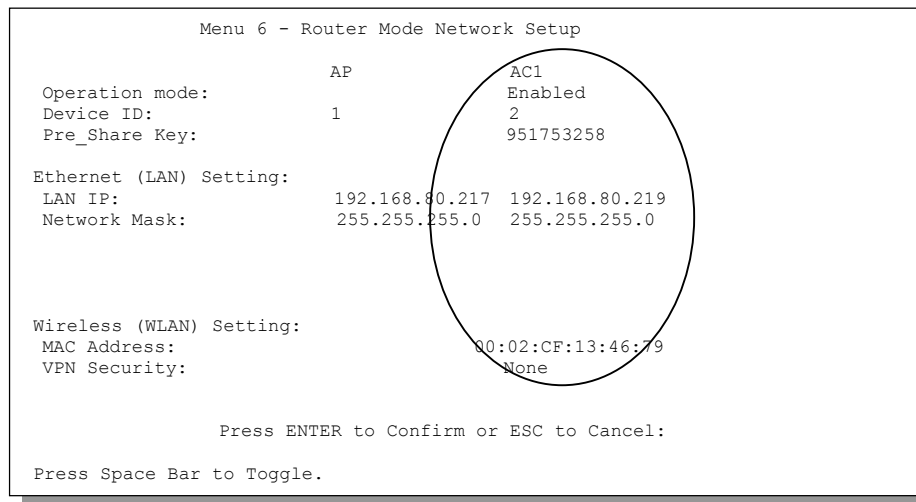 Menu 6 - Router Mode Network Setup
AP AC1
Operation mode: Enabled
Device ID: 1 2
Pre_Share Key: 951753258
Ethernet (LAN) Setting:
LAN IP: 192.168.80.217 192.168.80.219
Network Mask: 255.255.255.0 255.255.255.0
Wireless (WLAN) Setting:
MAC Address: 00:02:CF:13:46:79
VPN Security: None
Press ENTER to Confirm or ESC to Cancel:
Press Space Bar to Toggle.